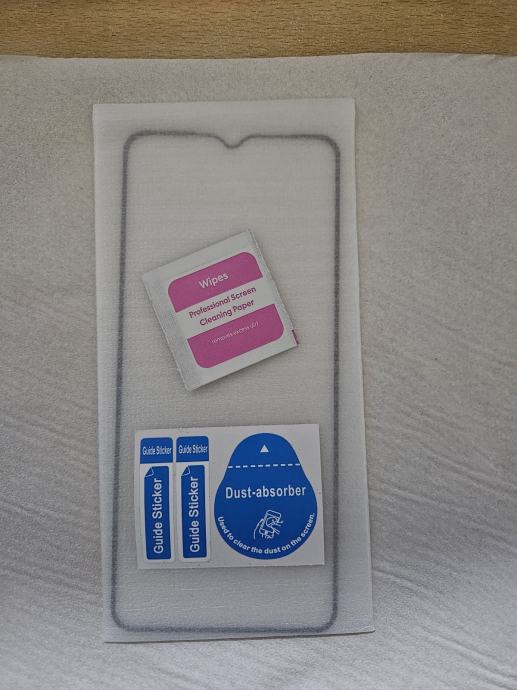 Wipes
Professional Screen
Cleaning Paper
Guide Sticker
Guide Sticker
Guide Sticker
Guide Sticker
Dust-absorber
Used to clear the dust on the screen.